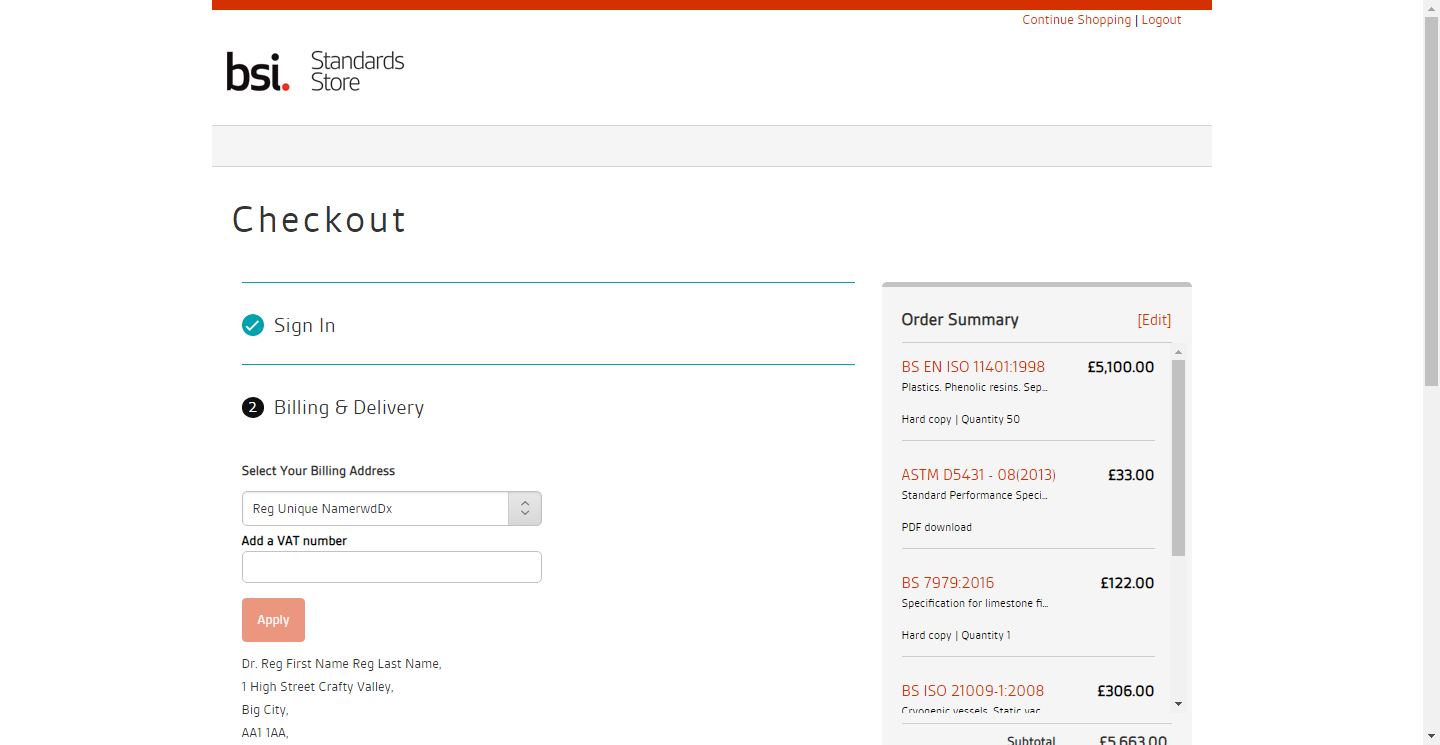 Continue Shopping | Logout
bsi. Standards Store
Checkout
Sign In
2 Billing & Delivery
Select Your Billing Address
Reg Unique NamerwdDx
Add a VAT number
Apply
Dr. Reg First Name Reg Last Name,
1 High Street Crafty Valley,
Big City,
AA1 1AA,
Order Summary [Edit]
BS EN ISO 11401:1998 £5,100.00
Plastics. Phenolic resins. Sep...
Hard copy | Quantity 50
ASTM D5431 - 08(2013) £33.00
Standard Performance Speci...
PDF download
BS 7979:2016 £122.00
Specification for limestone fi...
Hard copy | Quantity 1
BS ISO 21009-1:2008 £306.00
Cryogenic vessels. Static vac...
Subtotal £5,663.00